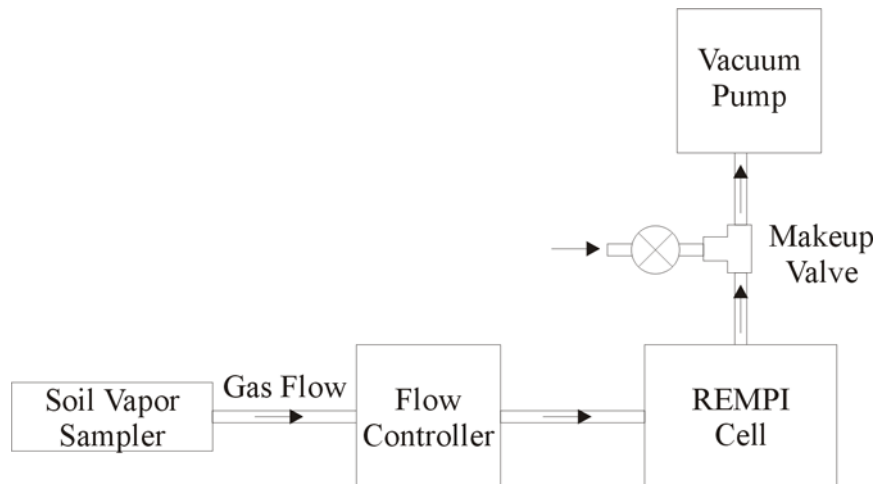 Vacuum
Pump
Makeup
Valve
Gas Flow
Soil Vapor
Sampler
Flow
Controller
REMPI
Cell